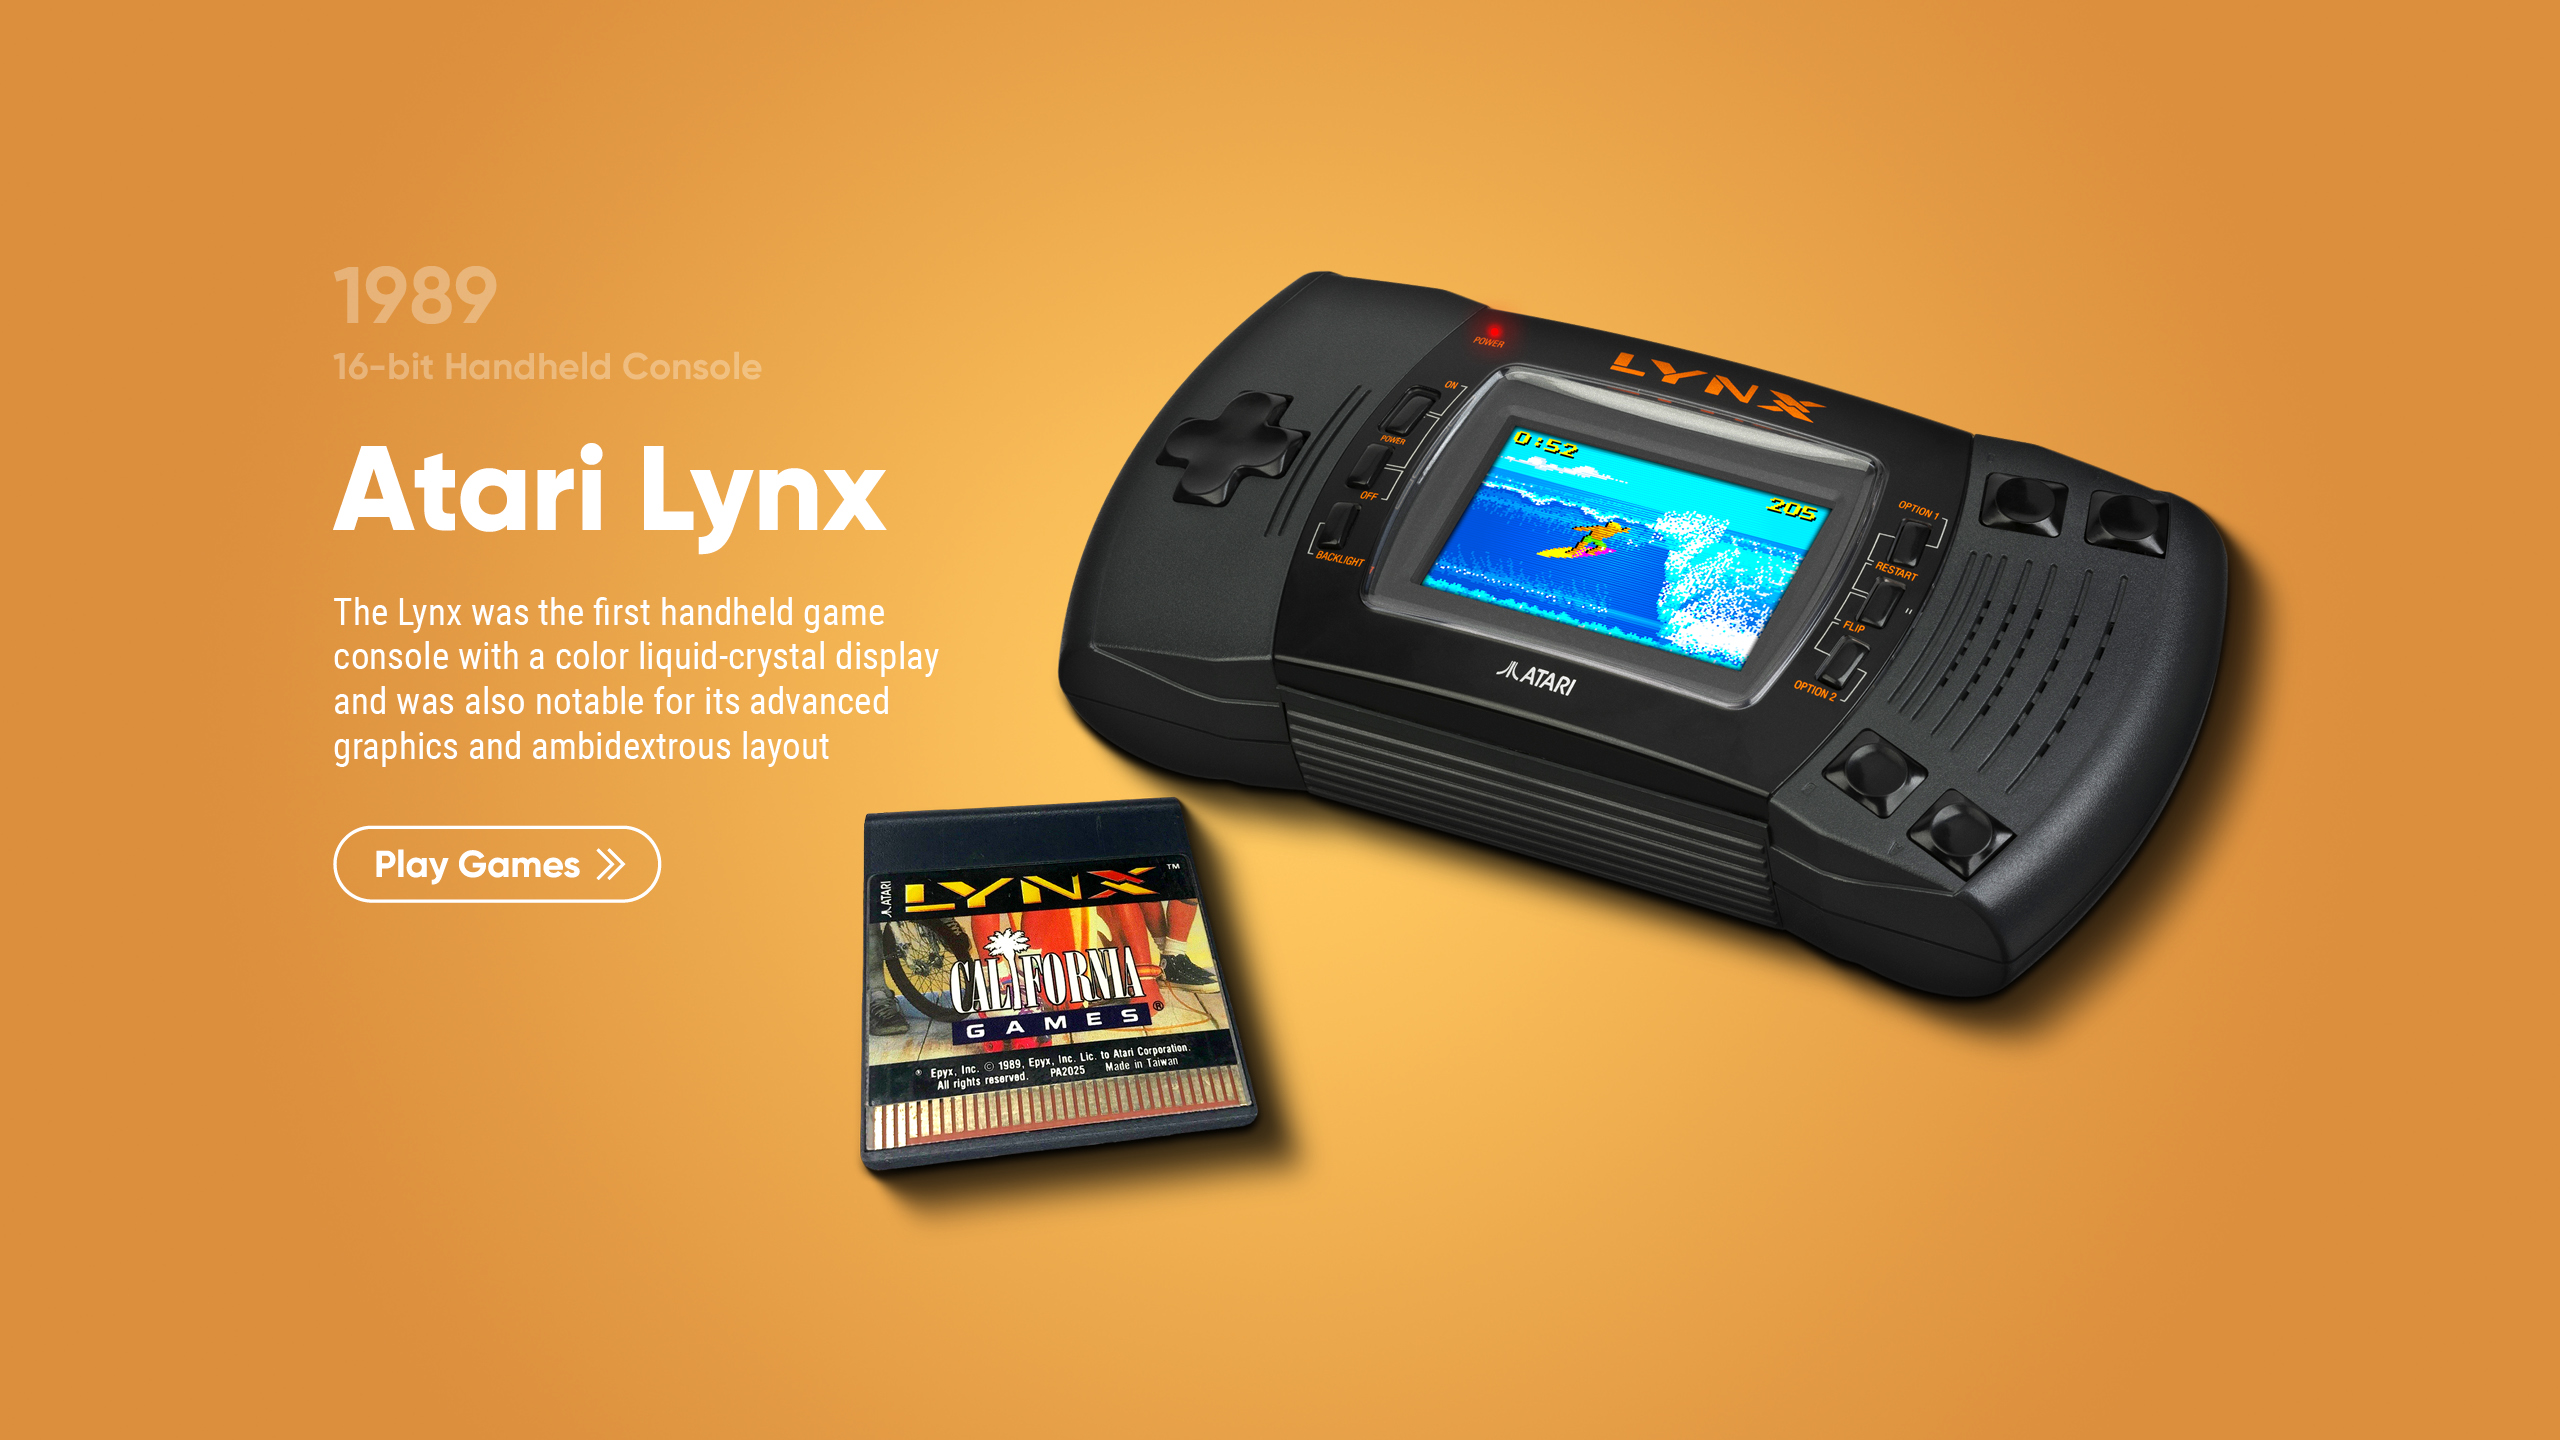 1989
16-bit Handheld Console
Atari Lynx
The Lynx was the first handheld game
console with a color liquid-crystal display
and was also notable for its advanced
graphics and ambidextrous layout
Play Games
POWER
LYNX
ON
POWER
OFF
BACKLIGHT
0:52
205
OPTION 1
RESTART
FLIP
OPTION 2
ATARI
ATARI
LYNX™
CALIFORNIA
GAMES®
® Epyx, Inc. © 1989, Epyx, Inc. Lic. to Atari Corporation.
All rights reserved. PA2025 Made in Taiwan